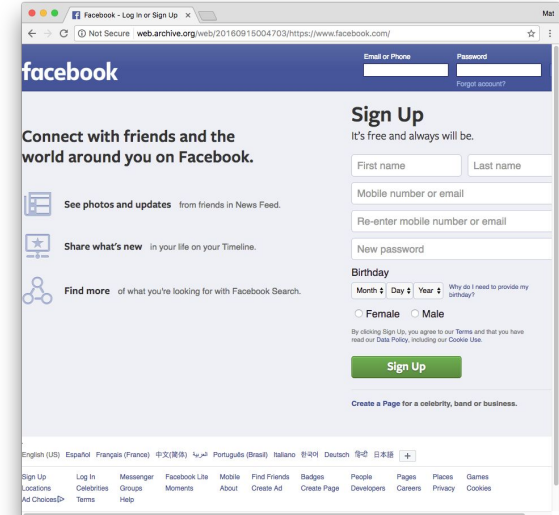 Facebook - Log In or Sign Up
Mat
Not Secure web.archive.org/web/20160915004703/https://www.facebook.com/
facebook
Email or Phone
Password
Forgot account?
Connect with friends and the
world around you on Facebook.
See photos and updates from friends in News Feed.
Share what's new in your life on your Timeline.
Find more of what you're looking for with Facebook Search.
Sign Up
It's free and always will be.
First name
Last name
Mobile number or email
Re-enter mobile number or email
New password
Birthday
Month Day Year
Why do I need to provide my
birthday?
Female Male
By clicking Sign Up, you agree to our Terms and that you have
read our Data Policy, including our Cookie Use.
Sign Up
Create a Page for a celebrity, band or business.
English (US) Español Français (France) 中文(简体) العربية Português (Brasil) Italiano 한국어 Deutsch हिन्दी 日本語 +
Sign Up Log In Messenger Facebook Lite Mobile Find Friends Badges People Pages Places Games
Locations Celebrities Groups Moments About Create Ad Create Page Developers Careers Privacy Cookies
Ad Choices Terms Help